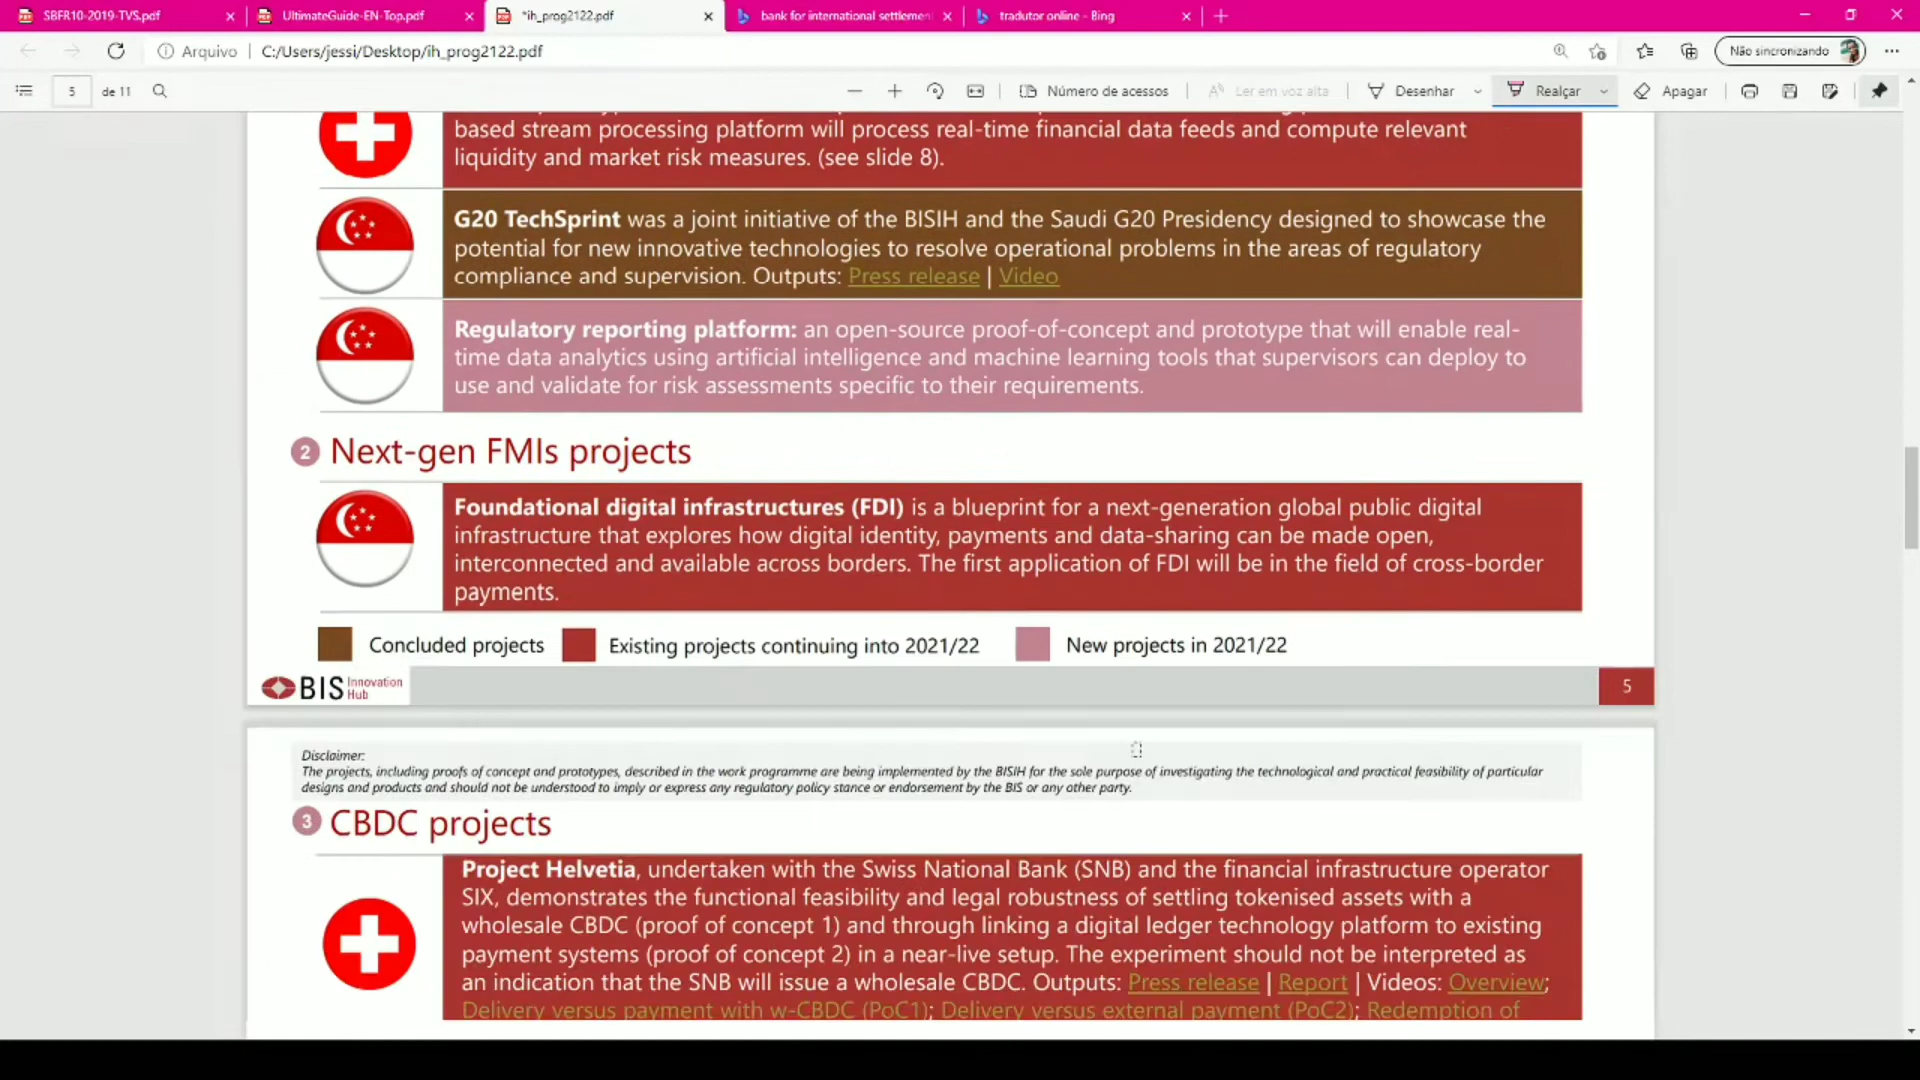 SBFR10-2019-TVS.pdf
UltimateGuide-EN-Top.pdf
*ih_prog2122.pdf
bank for international settlemen
tradutor online - Bing
Arquivo
C:/Users/jessi/Desktop/ih_prog2122.pdf
Não sincronizando
5 de 11
Número de acessos
Ler em voz alta
Desenhar
Realçar
Apagar
based stream processing platform will process real-time financial data feeds and compute relevant
liquidity and market risk measures. (see slide 8).
G20 TechSprint was a joint initiative of the BISIH and the Saudi G20 Presidency designed to showcase the
potential for new innovative technologies to resolve operational problems in the areas of regulatory
compliance and supervision. Outputs: Press release | Video
Regulatory reporting platform: an open-source proof-of-concept and prototype that will enable real-
time data analytics using artificial intelligence and machine learning tools that supervisors can deploy to
use and validate for risk assessments specific to their requirements.
2 Next-gen FMIs projects
Foundational digital infrastructures (FDI) is a blueprint for a next-generation global public digital
infrastructure that explores how digital identity, payments and data-sharing can be made open,
interconnected and available across borders. The first application of FDI will be in the field of cross-border
payments.
Concluded projects
Existing projects continuing into 2021/22
New projects in 2021/22
BIS Innovation
Hub
5
Disclaimer:
The projects, including proofs of concept and prototypes, described in the work programme are being implemented by the BISIH for the sole purpose of investigating the technological and practical feasibility of particular
designs and products and should not be understood to imply or express any regulatory policy stance or endorsement by the BIS or any other party.
3 CBDC projects
Project Helvetia, undertaken with the Swiss National Bank (SNB) and the financial infrastructure operator
SIX, demonstrates the functional feasibility and legal robustness of settling tokenised assets with a
wholesale CBDC (proof of concept 1) and through linking a digital ledger technology platform to existing
payment systems (proof of concept 2) in a near-live setup. The experiment should not be interpreted as
an indication that the SNB will issue a wholesale CBDC. Outputs: Press release | Report | Videos: Overview;
Delivery versus payment with w-CBDC (PoC1); Delivery versus external payment (PoC2); Redemption of